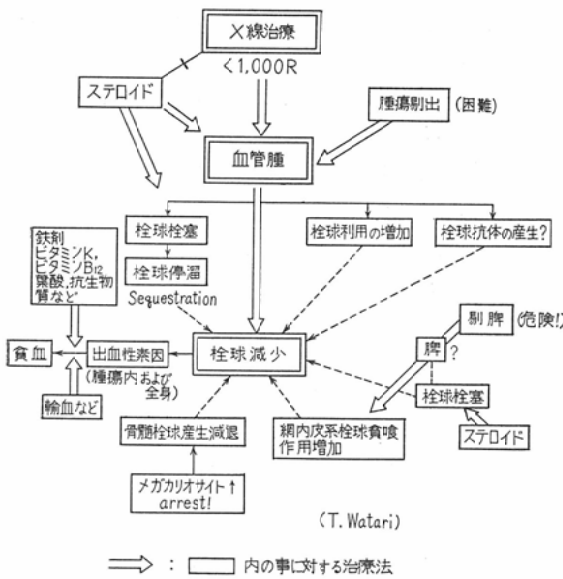 X線治療
<1,000R
ステロイド
腫瘍剔出 (困難)
血管腫
鉄剤
ビタミンK,
ビタミンB12
葉酸,抗生物
質など
栓球栓塞
栓球利用の増加
栓球抗体の産生?
栓球停溜
Sequestration
剔脾 (危険!)
貧血
出血性素因
(腫瘍内および
全身)
栓球減少
脾?
輸血など
栓球栓塞
骨髄栓球産生減退
網内皮系栓球貪喰
作用増加
ステロイド
メガカリオサイト↑
arrest!
(T. Watari)
⇒ : □ 内の事に対する治療法